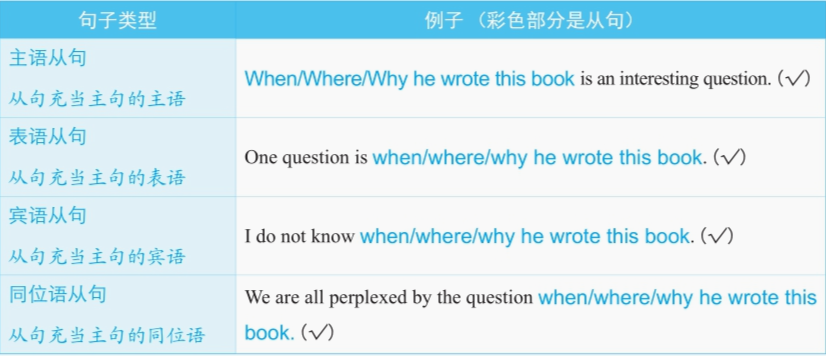 句子类型 例子 （彩色部分是从句）
主语从句
从句充当主句的主语
When/Where/Why he wrote this book is an interesting question. (✓)
表语从句
从句充当主句的表语
One question is when/where/why he wrote this book. (✓)
宾语从句
从句充当主句的宾语
I do not know when/where/why he wrote this book. (✓)
同位语从句
从句充当主句的同位语
We are all perplexed by the question when/where/why he wrote this
book. (✓)